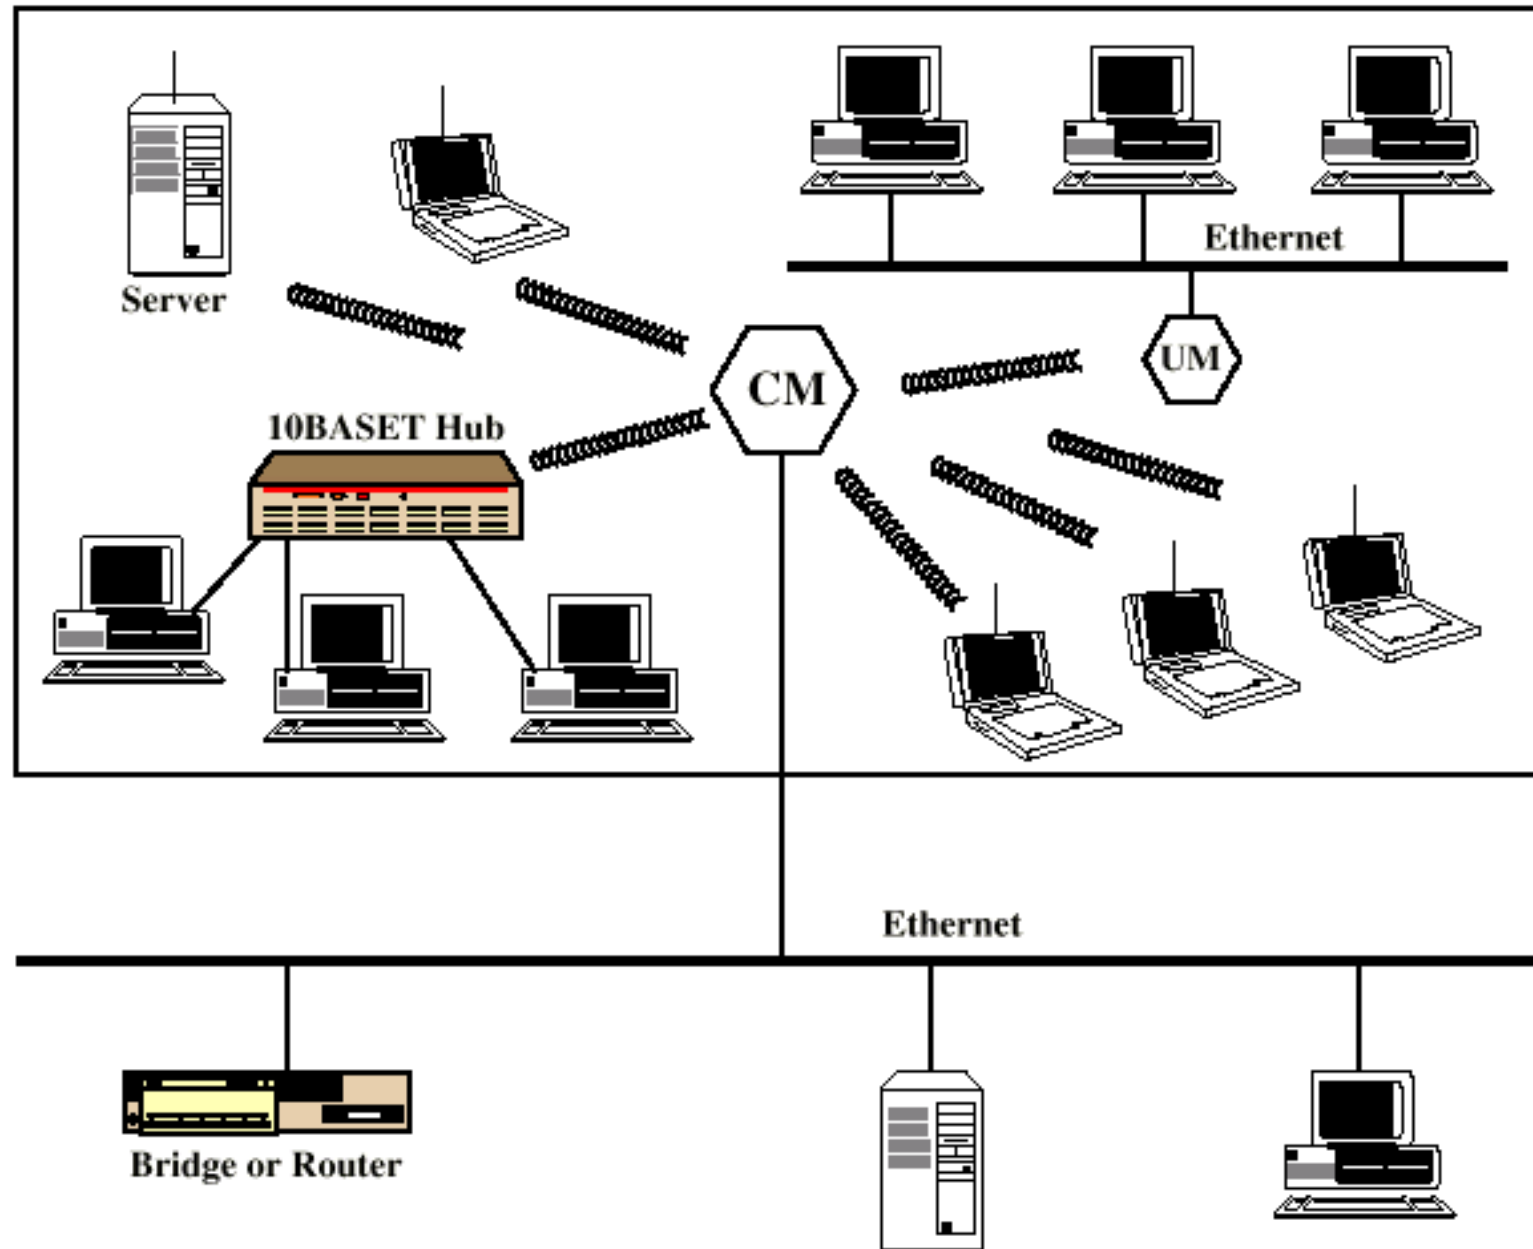 Server
Ethernet
UM
CM
10BASET Hub
Ethernet
Bridge or Router